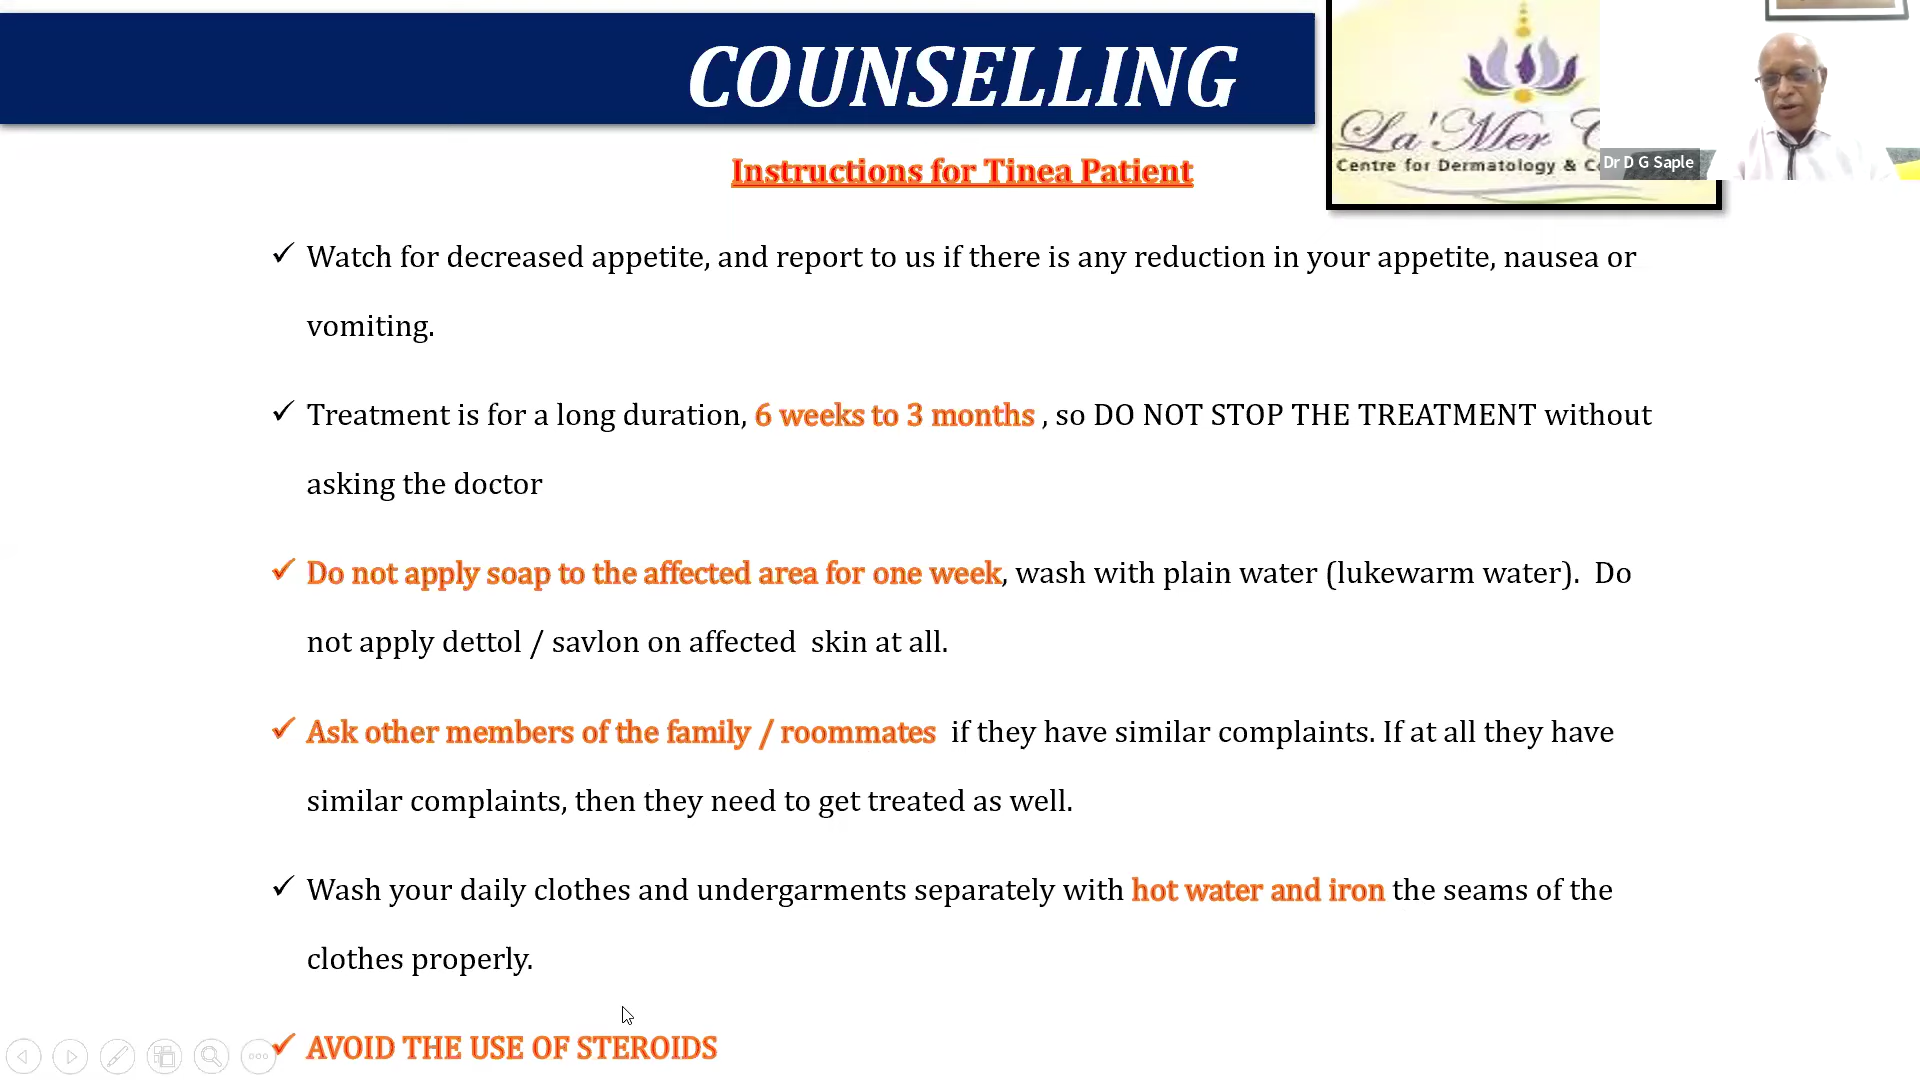 COUNSELLING
La'Mer C
Centre for Dermatology & C
Dr D G Saple
Instructions for Tinea Patient
✓ Watch for decreased appetite, and report to us if there is any reduction in your appetite, nausea or
vomiting.
✓ Treatment is for a long duration, 6 weeks to 3 months , so DO NOT STOP THE TREATMENT without
asking the doctor
✓ Do not apply soap to the affected area for one week, wash with plain water (lukewarm water).  Do
not apply dettol / savlon on affected  skin at all.
✓ Ask other members of the family / roommates  if they have similar complaints. If at all they have
similar complaints, then they need to get treated as well.
✓ Wash your daily clothes and undergarments separately with hot water and iron the seams of the
clothes properly.
✓ AVOID THE USE OF STEROIDS